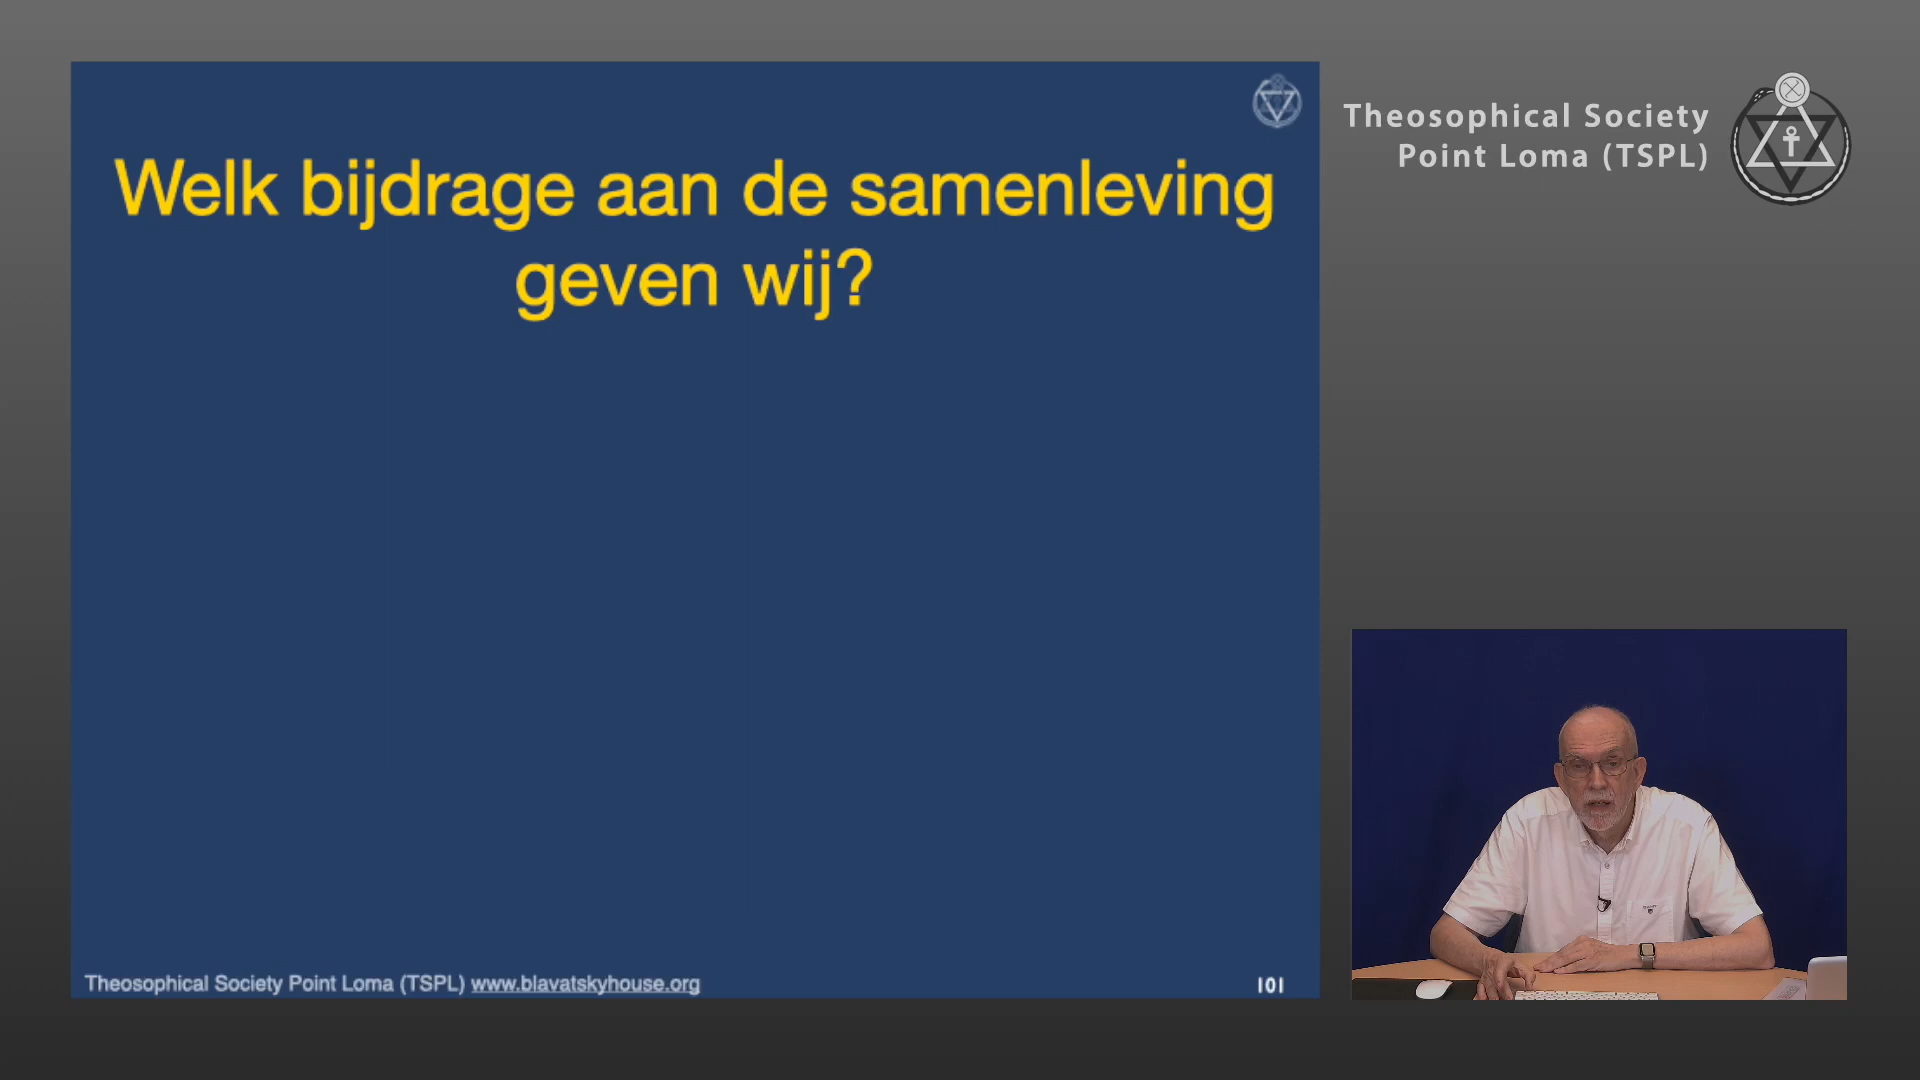 Welk bijdrage aan de samenleving
geven wij?
Theosophical Society
Point Loma (TSPL)
Theosophical Society Point Loma (TSPL) www.blavatskyhouse.org
101